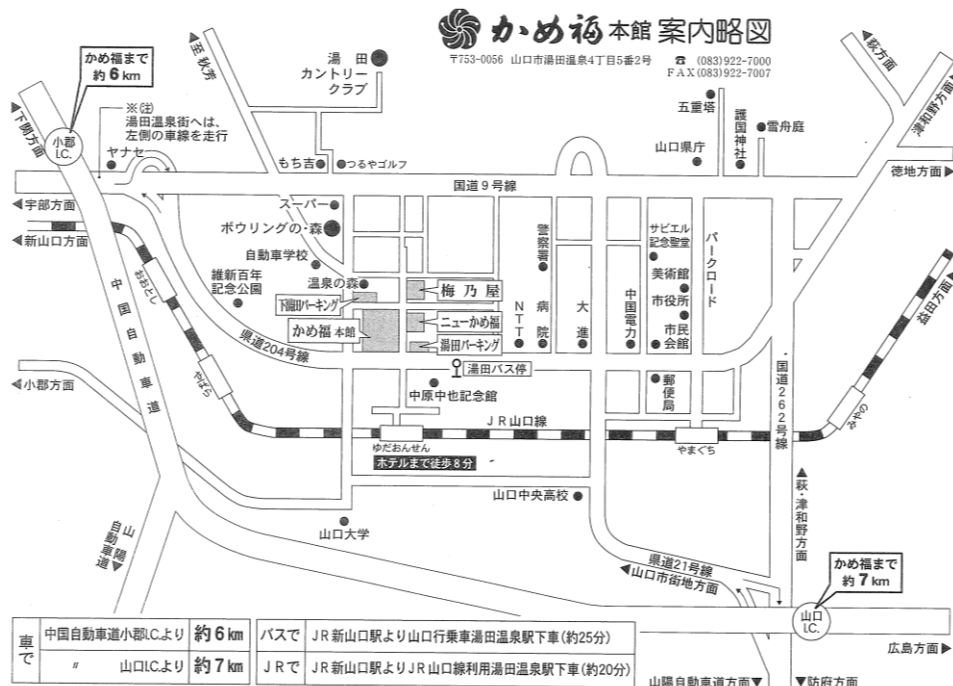 かめ福 本館 案内略図
〒753-0056 山口市湯田温泉4丁目5番2号
☎ (083)922-7000
FAX(083)922-7007
かめ福まで
約6km
◀至 秋芳
湯田
カントリー
クラブ
萩方面
津和野方面
◀下関方面
小郡
I.C.
※(注)
湯田温泉街へは、
左側の車線を走行
ヤナセ
もち吉
つるやゴルフ
五重塔
護国神社
雪舟庭
山口県庁
徳地方面▶
国道9号線
◀宇部方面
◀新山口方面
スーパー
ボウリングの・森
自動車学校
温泉の森
維新百年
記念公園
下湯田パーキング
かめ福 本館
梅乃屋
ニューかめ福
湯田パーキング
警察署
NTT
病院
大進
中国電力
サビエル
記念聖堂
美術館
市役所
市民
会館
パークロード
益田方面▶
おおとし
中国自動車道
県道204号線
湯田バス停
中原中也記念館
郵便局
国道262号線
◀小郡方面
やばら
JR山口線
ゆだおんせん
ホテルまで徒歩8分
やまぐち
みやの
山口中央高校
山口大学
▲萩・津和野方面
山陽自動車道
県道21号線
◀山口市街地方面
かめ福まで
約7km
山口
I.C.
広島方面▶
山陽自動車道方面▼
▼防府方面
車で
中国自動車道小郡I.C.より 約6km
〃 山口I.C.より 約7km
バスで JR新山口駅より山口行乗車湯田温泉駅下車(約25分)
JRで JR新山口駅よりJR山口線利用湯田温泉駅下車(約20分)